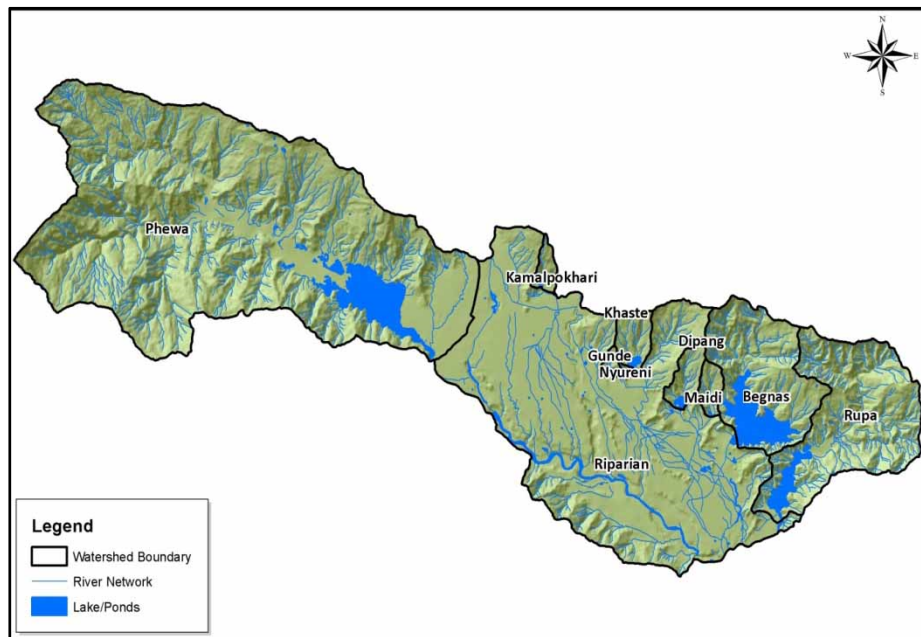 N
W E
S
Phewa
Kamalpokhari
Khaste
Dipang
Gunde
Nyureni
Maidi
Begnas
Rupa
Riparian
Legend
Watershed Boundary
River Network
Lake/Ponds